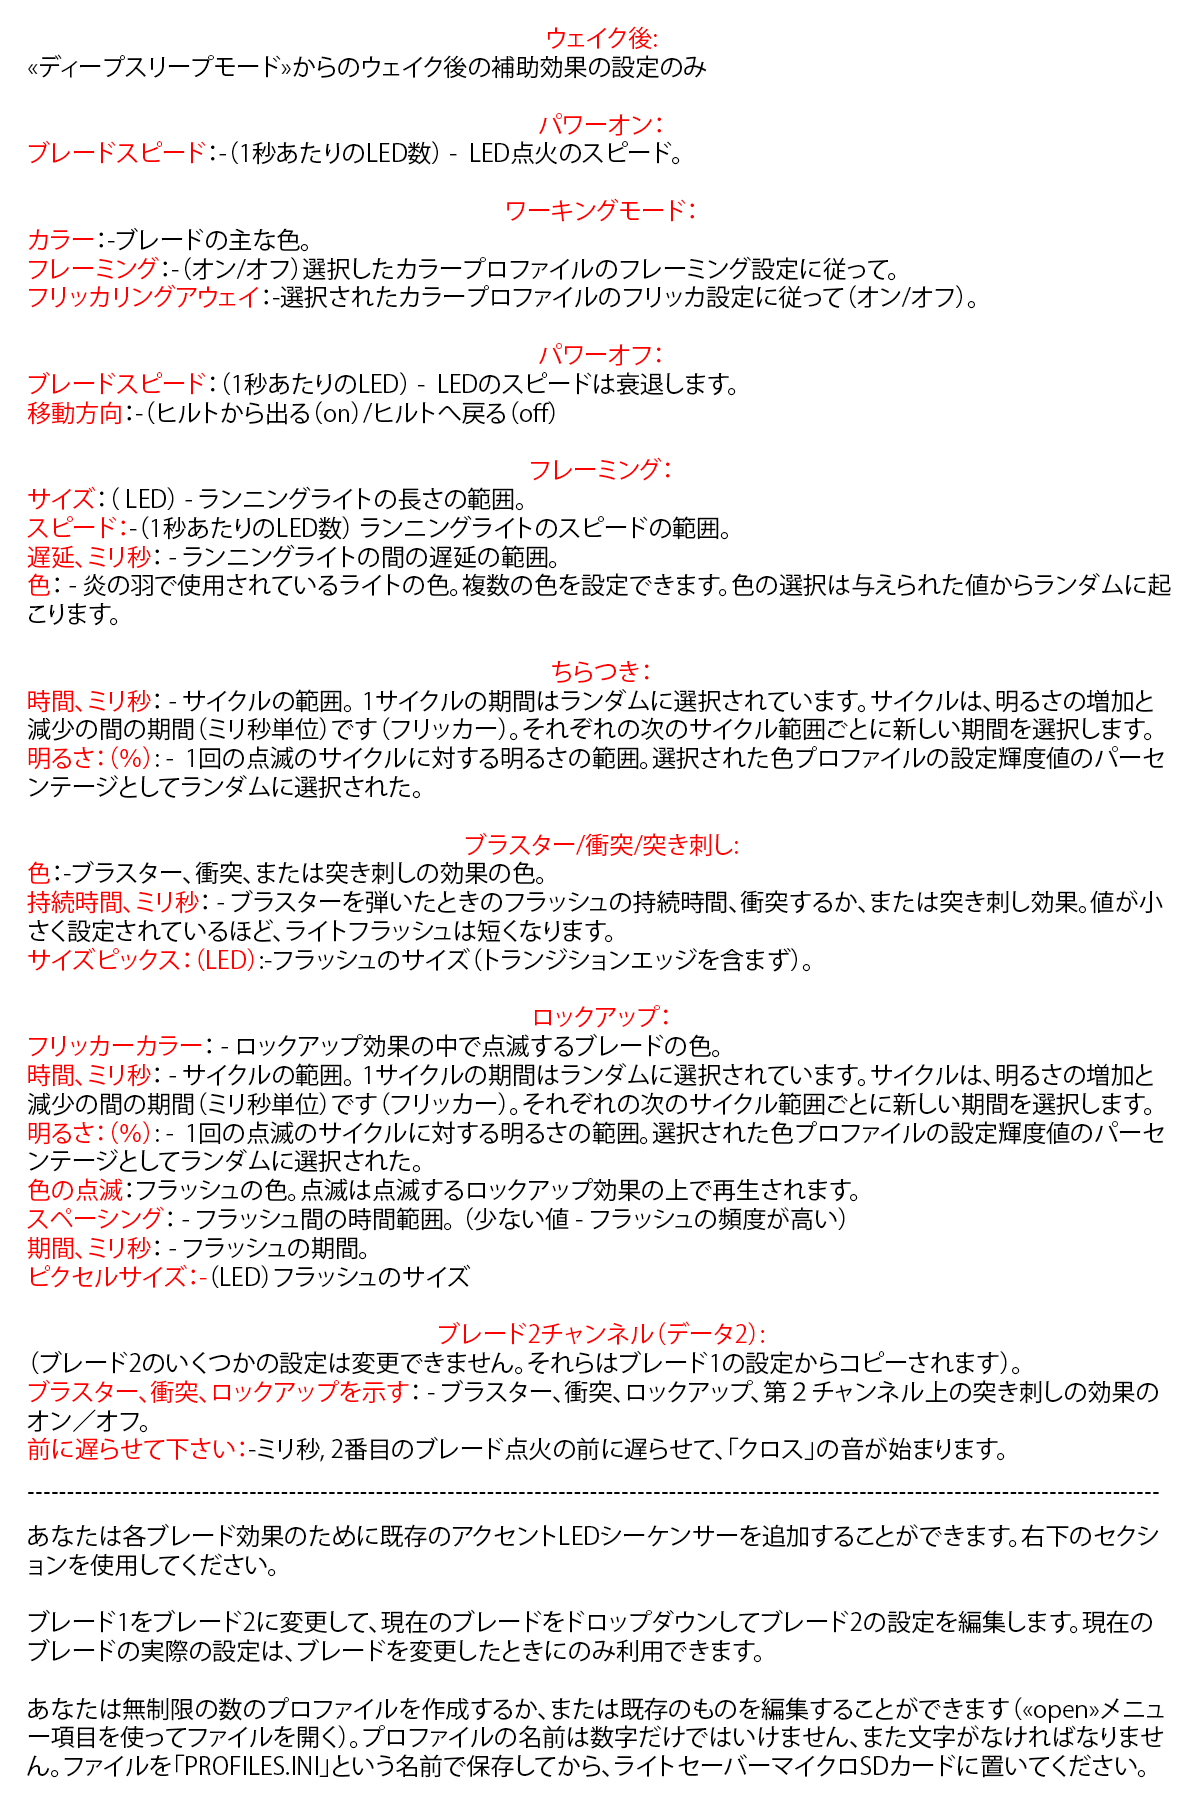 ウェイク後:
«ディープスリープモード»からのウェイク後の補助効果の設定のみ
パワーオン：
ブレードスピード：-（1秒あたりのLED数） - LED点火のスピード。
ワーキングモード：
カラー：-ブレードの主な色。
フレーミング：-（オン/オフ）選択したカラープロファイルのフレーミング設定に従って。
フリッカリングアウェイ：-選択されたカラープロファイルのフリッカ設定に従って（オン/オフ）。
パワーオフ：
ブレードスピード：（1秒あたりのLED） - LEDのスピードは衰退します。
移動方向：-（ヒルトから出る（on）/ヒルトへ戻る（off）
フレーミング：
サイズ：（ LED） - ランニングライトの長さの範囲。
スピード：-（1秒あたりのLED数） ランニングライトのスピードの範囲。
遅延、ミリ秒： - ランニングライトの間の遅延の範囲。
色： - 炎の羽で使用されているライトの色。複数の色を設定できます。色の選択は与えられた値からランダムに起
こります。
ちらつき：
時間、ミリ秒： - サイクルの範囲。 1サイクルの期間はランダムに選択されています。サイクルは、明るさの増加と
減少の間の期間（ミリ秒単位）です（フリッカー）。それぞれの次のサイクル範囲ごとに新しい期間を選択します。
明るさ：（%）: - 1回の点滅のサイクルに対する明るさの範囲。選択された色プロファイルの設定輝度値のパーセ
ンテージとしてランダムに選択された。
ブラスター/衝突/突き刺し:
色：-ブラスター、衝突、または突き刺しの効果の色。
持続時間、ミリ秒： - ブラスターを弾いたときのフラッシュの持続時間、衝突するか、または突き刺し効果。値が小
さく設定されているほど、ライトフラッシュは短くなります。
サイズピックス：（LED）:-フラッシュのサイズ（トランジションエッジを含まず）。
ロックアップ：
フリッカーカラー： - ロックアップ効果の中で点滅するブレードの色。
時間、ミリ秒： - サイクルの範囲。 1サイクルの期間はランダムに選択されています。サイクルは、明るさの増加と
減少の間の期間（ミリ秒単位）です（フリッカー）。それぞれの次のサイクル範囲ごとに新しい期間を選択します。
明るさ：（%）: - 1回の点滅のサイクルに対する明るさの範囲。選択された色プロファイルの設定輝度値のパーセ
ンテージとしてランダムに選択された。
色の点滅：フラッシュの色。点滅は点滅するロックアップ効果の上で再生されます。
スペーシング： - フラッシュ間の時間範囲。（少ない値 - フラッシュの頻度が高い）
期間、ミリ秒： - フラッシュの期間。
ピクセルサイズ：-（LED）フラッシュのサイズ
ブレード2チャンネル（データ2）:
（ブレード2のいくつかの設定は変更できません。それらはブレード1の設定からコピーされます）。
ブラスター、衝突、ロックアップを示す： - ブラスター、衝突、ロックアップ、第２チャンネル上の突き刺しの効果の
オン／オフ。
前に遅らせて下さい：-ミリ秒, 2番目のブレード点火の前に遅らせて、「クロス」の音が始まります。
-----------------------------------------------------------------------------------------------------------------------------------------------
あなたは各ブレード効果のために既存のアクセントLEDシーケンサーを追加することができます。右下のセクシ
ョンを使用してください。
ブレード1をブレード2に変更して、現在のブレードをドロップダウンしてブレード2の設定を編集します。現在の
ブレードの実際の設定は、ブレードを変更したときにのみ利用できます。
あなたは無制限の数のプロファイルを作成するか、または既存のものを編集することができます（«open»メニュ
ー項目を使ってファイルを開く）。プロファイルの名前は数字だけではいけません、また文字がなければなりませ
ん。ファイルを「PROFILES.INI」という名前で保存してから、ライトセーバーマイクロSDカードに置いてください。